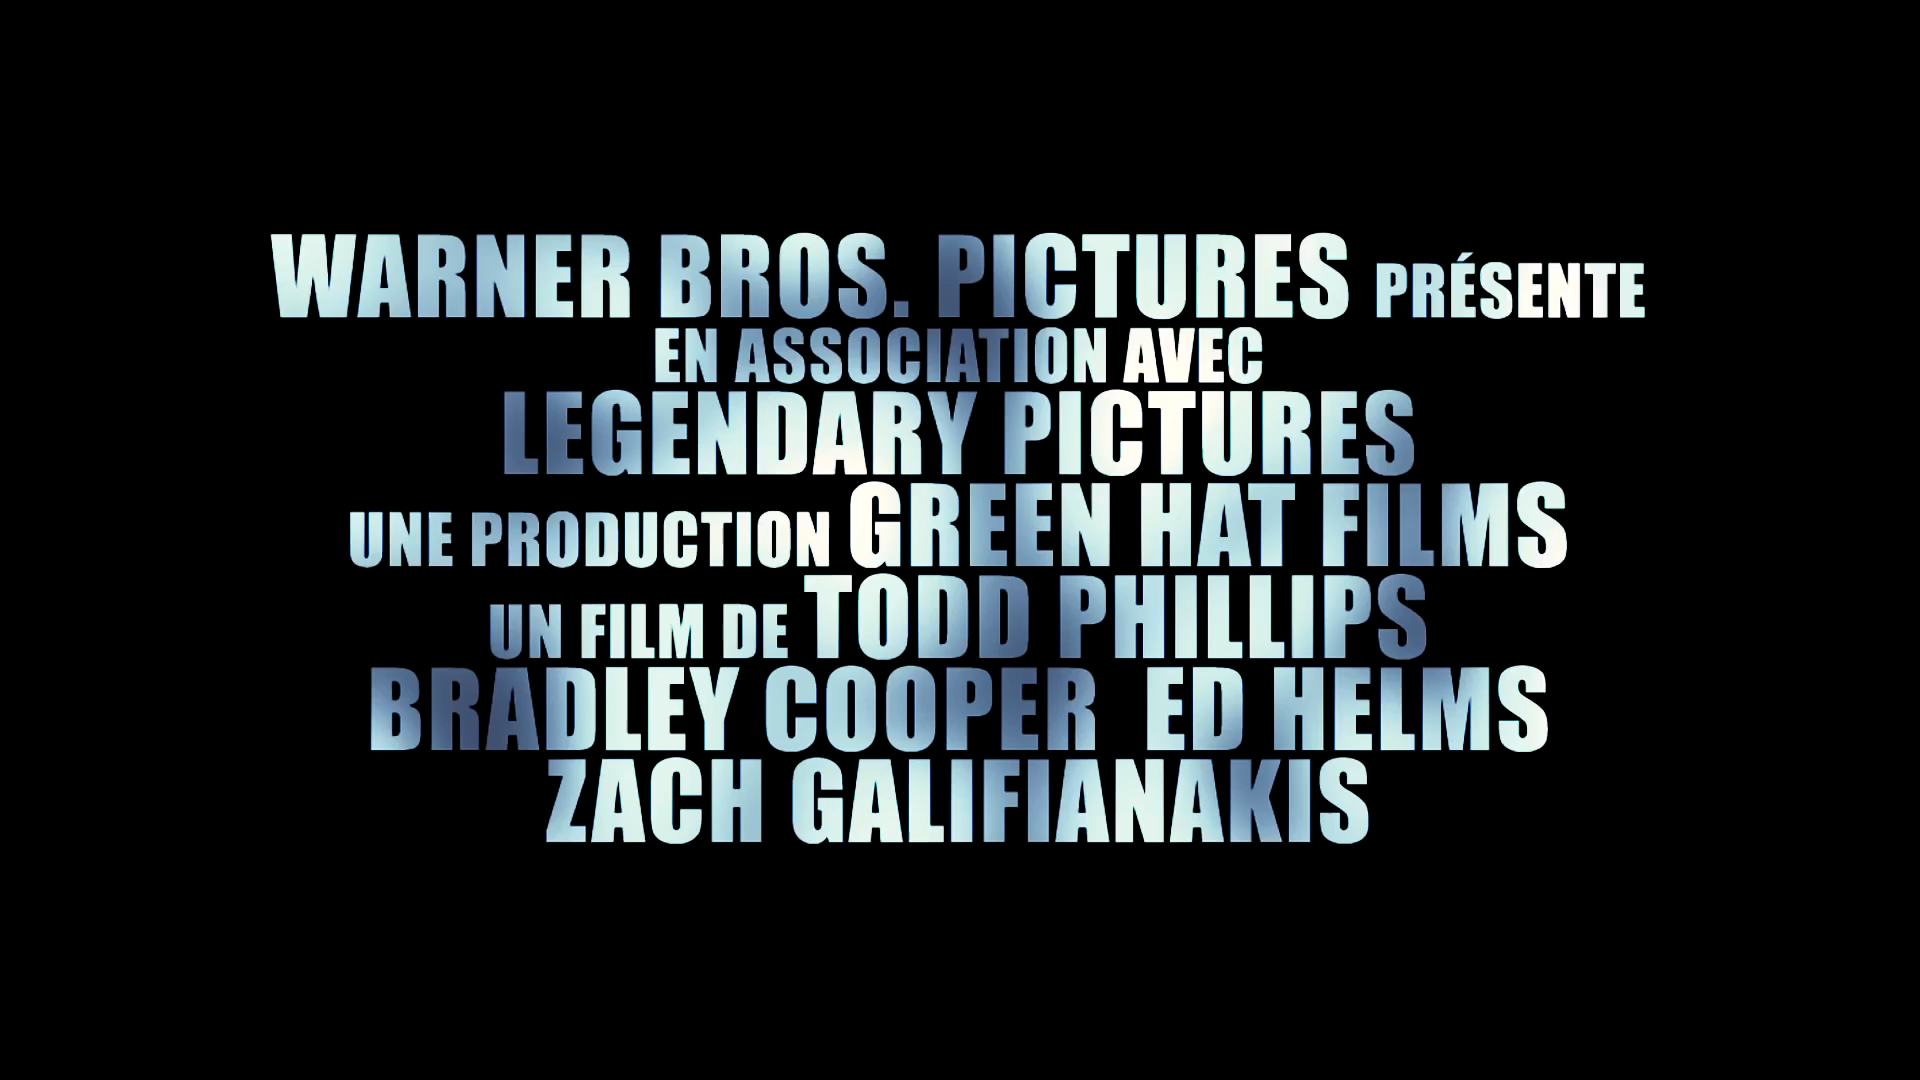 WARNER BROS. PICTURES PRÉSENTE
EN ASSOCIATION AVEC
LEGENDARY PICTURES
UNE PRODUCTION GREEN HAT FILMS
UN FILM DE TODD PHILLIPS
BRADLEY COOPER  ED HELMS
ZACH GALIFIANAKIS